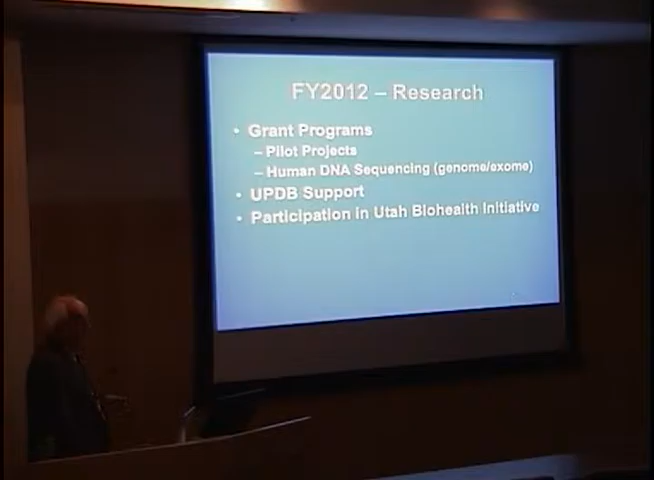 FY2012 – Research
• Grant Programs
– Pilot Projects
– Human DNA Sequencing (genome/exome)
• UPDB Support
• Participation in Utah Biohealth Initiative